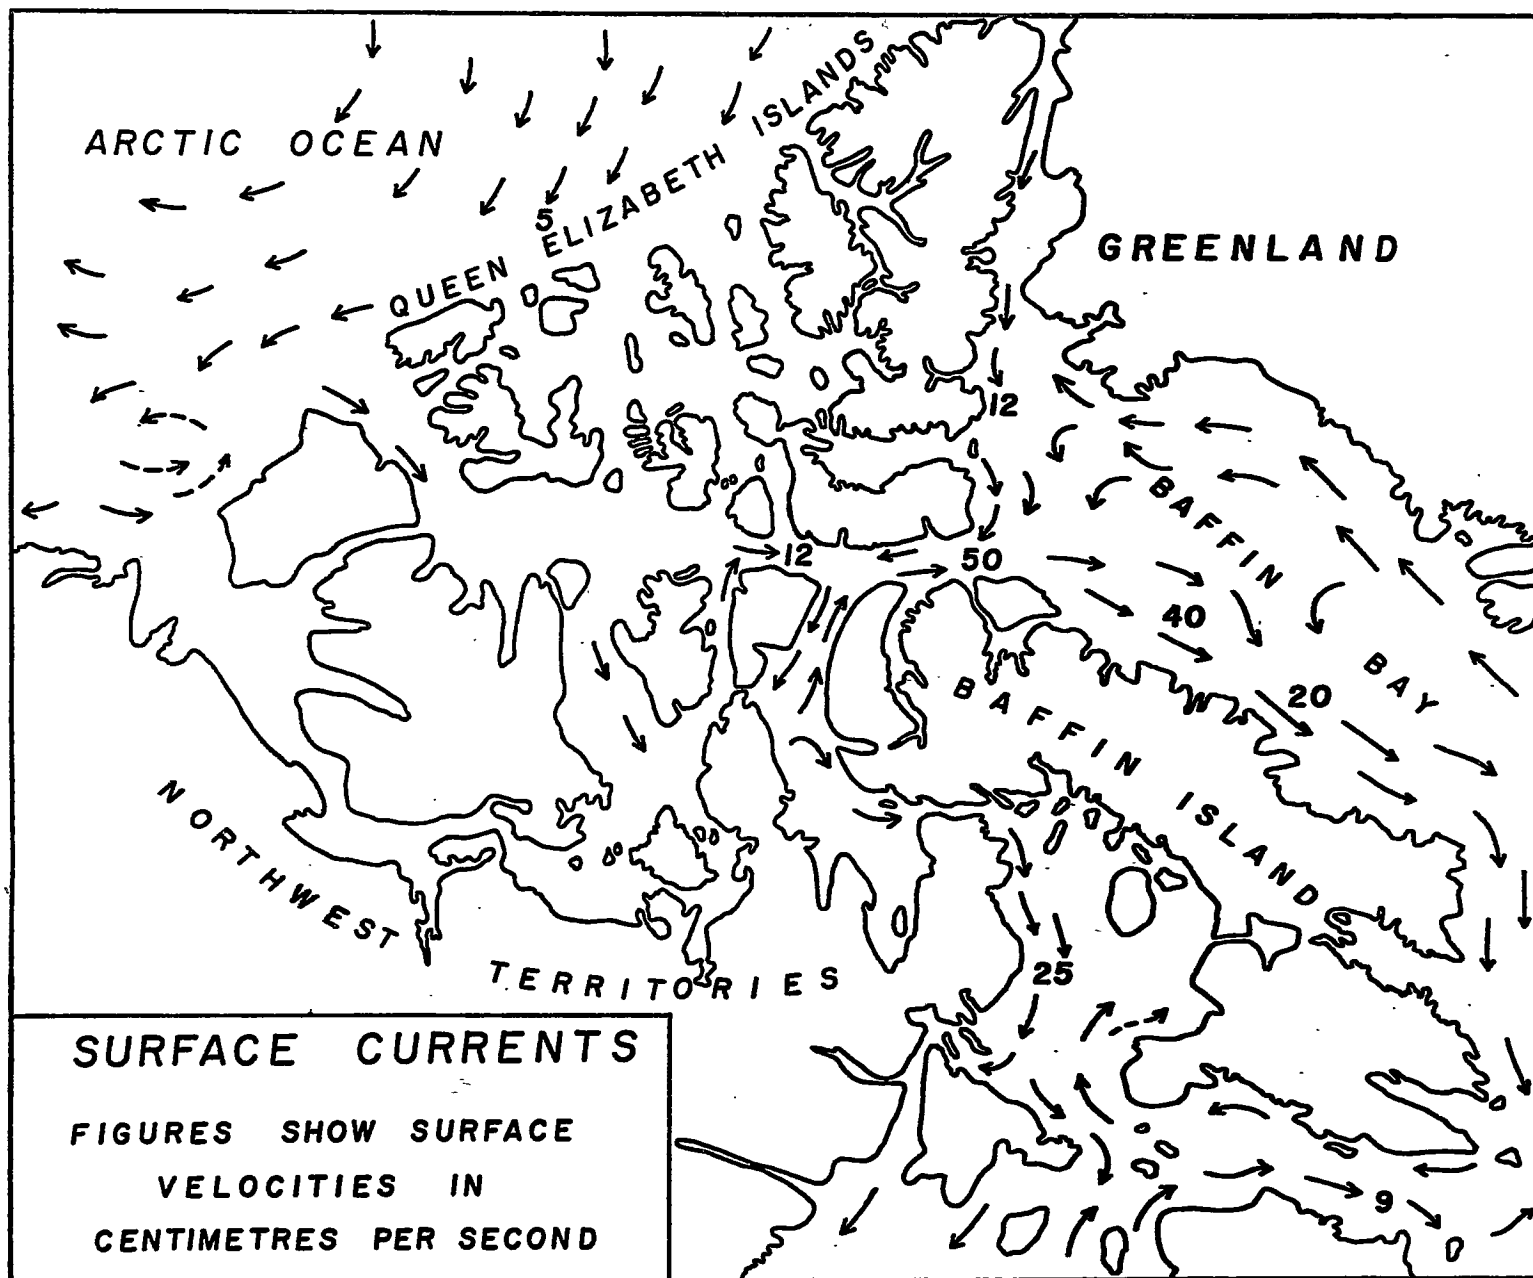 ARCTIC OCEAN
QUEEN ELIZABETH ISLANDS
5
GREENLAND
12
BAFFIN BAY
12
50
40
20
BAFFIN ISLAND
NORTHWEST TERRITORIES
25
9
SURFACE CURRENTS
FIGURES SHOW SURFACE
VELOCITIES IN
CENTIMETRES PER SECOND